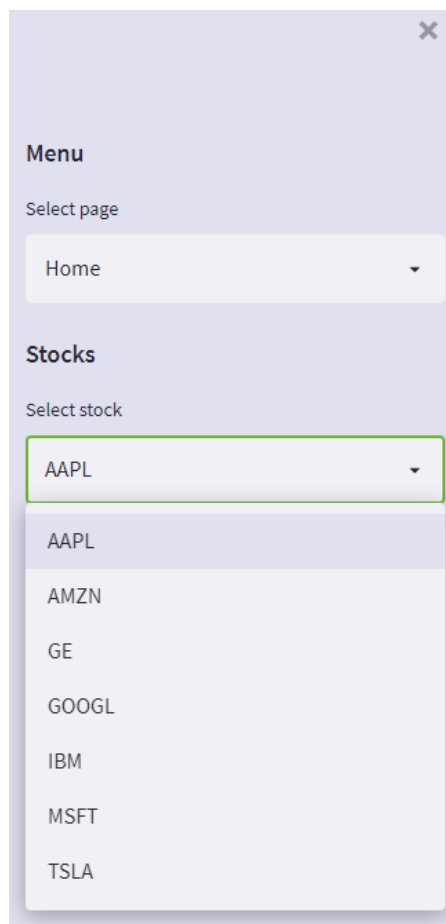 Menu
Select page
Home
Stocks
Select stock
AAPL
AAPL
AMZN
GE
GOOGL
IBM
MSFT
TSLA